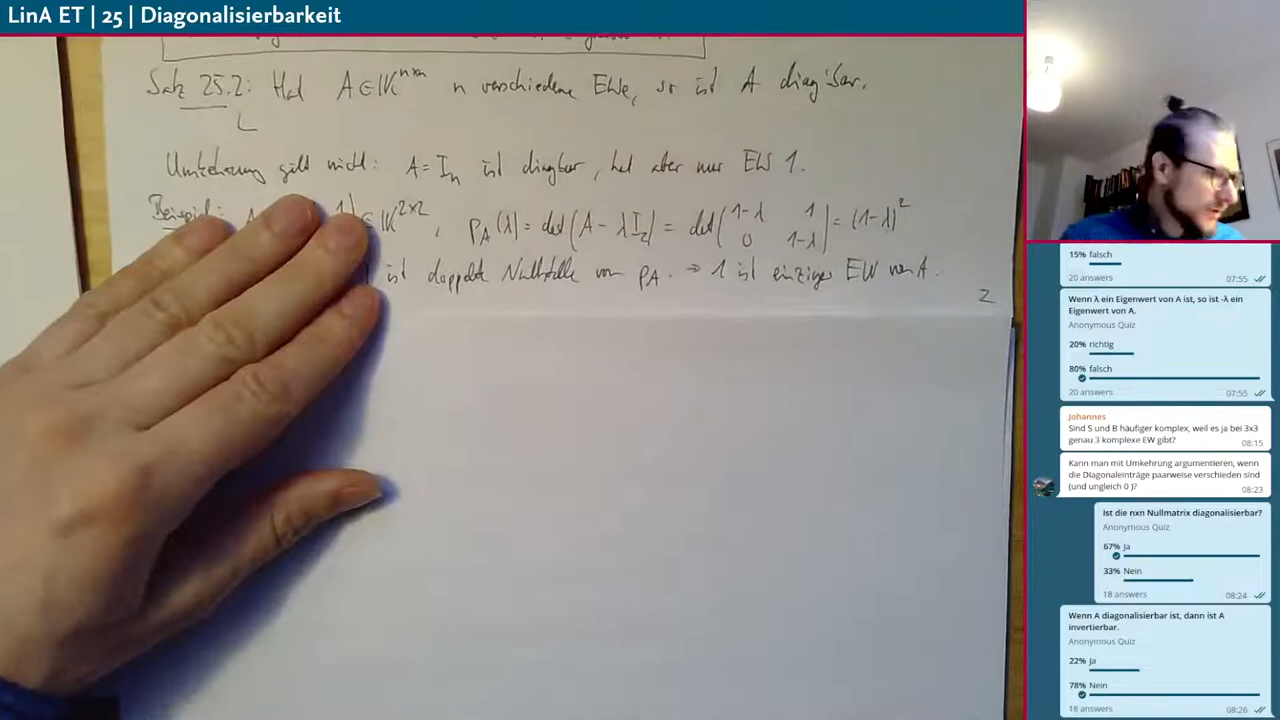 LinA ET | 25 | Diagonalisierbarkeit
Satz 25.2: Hat A ∈ 𝕂^{n×n} n verschiedene EWe, so ist A diag'bar.
Umkehrung gilt nicht: A = I_n ist diagbar, hat aber nur EW 1.
Beispiel: 1) ∈ 𝕂^{2×2}, p_A(λ) = det(A - λI_2) = det(1-λ 1
0 1-λ) = (1-λ)^2
1 ist doppelte Nullstelle von p_A. ⇒ 1 ist einziger EW von A.
2
15% falsch
20 answers 07:55
Wenn λ ein Eigenwert von A ist, so ist -λ ein
Eigenwert von A.
Anonymous Quiz
20% richtig
80% falsch
20 answers 07:55
Johannes
Sind S und B häufiger komplex, weil es ja bei 3x3
genau 3 komplexe EW gibt? 08:15
Kann man mit Umkehrung argumentieren, wenn
die Diagonaleinträge paarweise verschieden sind
(und ungleich 0 )? 08:23
Ist die nxn Nullmatrix diagonalisierbar?
Anonymous Quiz
67% Ja
33% Nein
18 answers 08:24
Wenn A diagonalisierbar ist, dann ist A
invertierbar.
Anonymous Quiz
22% Ja
78% Nein
18 answers 08:26